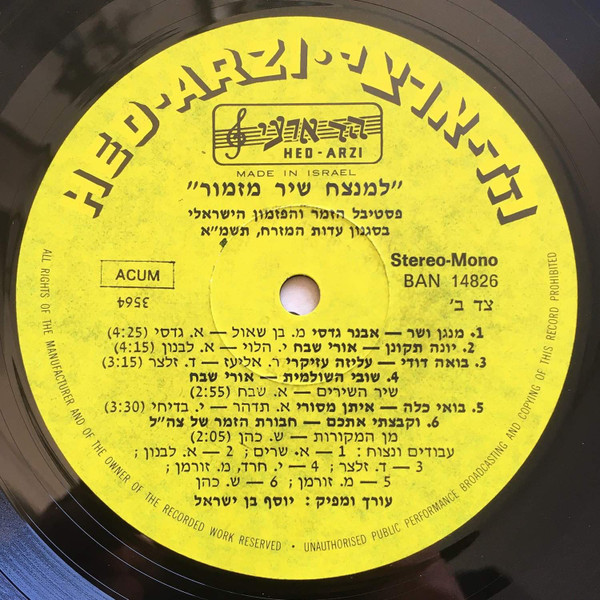 HED-ARZI · הד-ארצי
הד ארצי
HED-ARZI
MADE IN ISRAEL
"למנצח שיר מזמור"
פסטיבל הזמר והפזמון הישראלי
בסגנון עדות המזרח, תשמ"א
ACUM
3564
Stereo-Mono
BAN 14826
צד ב'
1. מנגן ושר — אבנר גדסי מ. בן שאול — א. גדסי (4:25)
2. יונה תקונן — אורי שבח י. הלוי — א. לבנון (4:15)
3. בואה דודי — עליזה עזיקרי ר. אליעז — ד. זלצר (3:15)
4. שובי השולמית — אורי שבח
שיר השירים — א. שבח (2:55)
5. בואי כלה — איתן מסורי א. תדהר — י. בדיחי (3:30)
6. וקבצתי אתכם — חבורת הזמר של צה"ל
מן המקורות — ש. כהן (2:05)
עבודים ונצוח : 1 — א. שרים; 2 — א. לבנון;
3 — ד. זלצר; 4 — י. חרד, מ. זורמן;
5 — מ. זורמן; 6 — ש. כהן
עורך ומפיק : יוסף בן ישראל
ALL RIGHTS OF THE MANUFACTURER AND OF THE OWNER OF THE RECORDED WORK RESERVED · UNAUTHORISED PUBLIC PERFORMANCE BROADCASTING AND COPYING OF THIS RECORD PROHIBITED